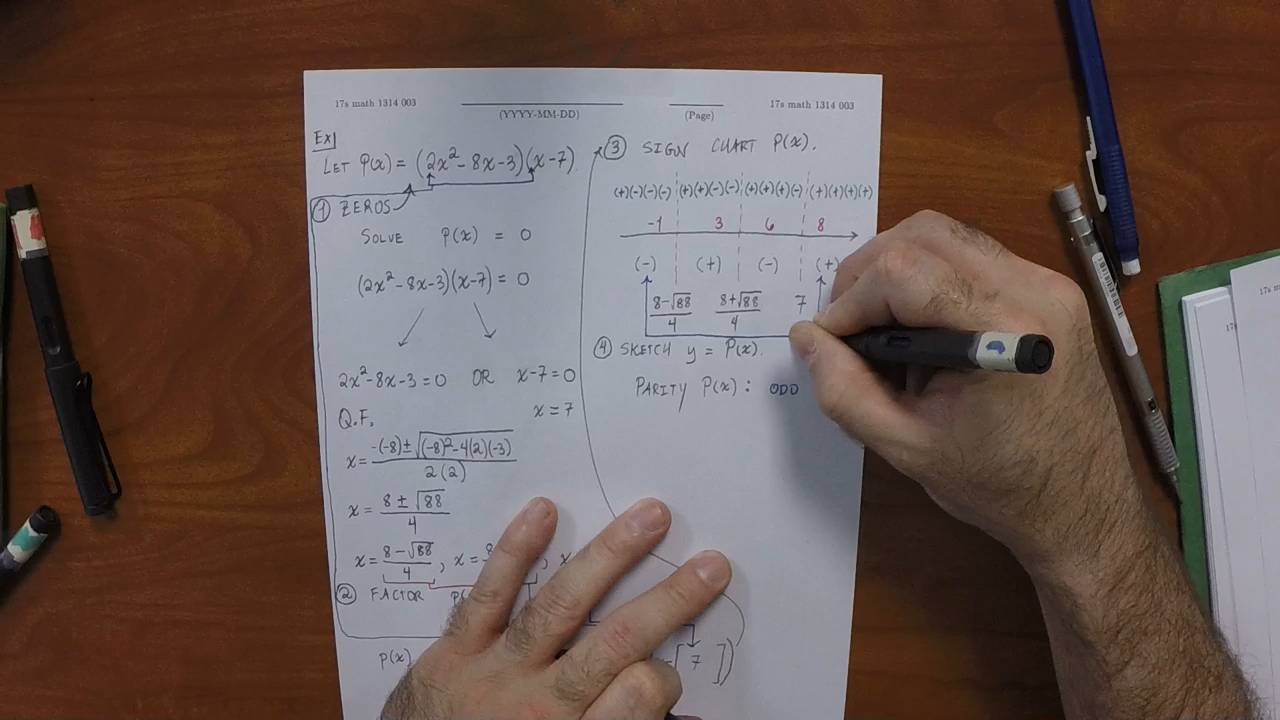 17s math 1314 003
(YYYY-MM-DD)
(Page)
17s math 1314 003
Ex]
LET P(x) = (2x²-8x-3)(x-7)
① ZEROS
SOLVE P(x) = 0
(2x²-8x-3)(x-7) = 0
2x²-8x-3=0 OR x-7=0
x=7
Q.F.
x = -(-8)±√(-8)²-4(2)(-3)
2(2)
x = 8 ± √88
4
x = 8-√88 , x = 8 , x
4
② FACTOR
P(x)
7 ])
③ SIGN CHART P(x).
(+)(-)(-)(-) (+)(+)(-)(-) (+)(+)(+)(-) (+)(+)(+)(+)
-1 3 6 8
(-) (+) (-) (+)
8-√88 8+√88 7
4 4
④ SKETCH y = P(x).
PARITY P(x): ODD